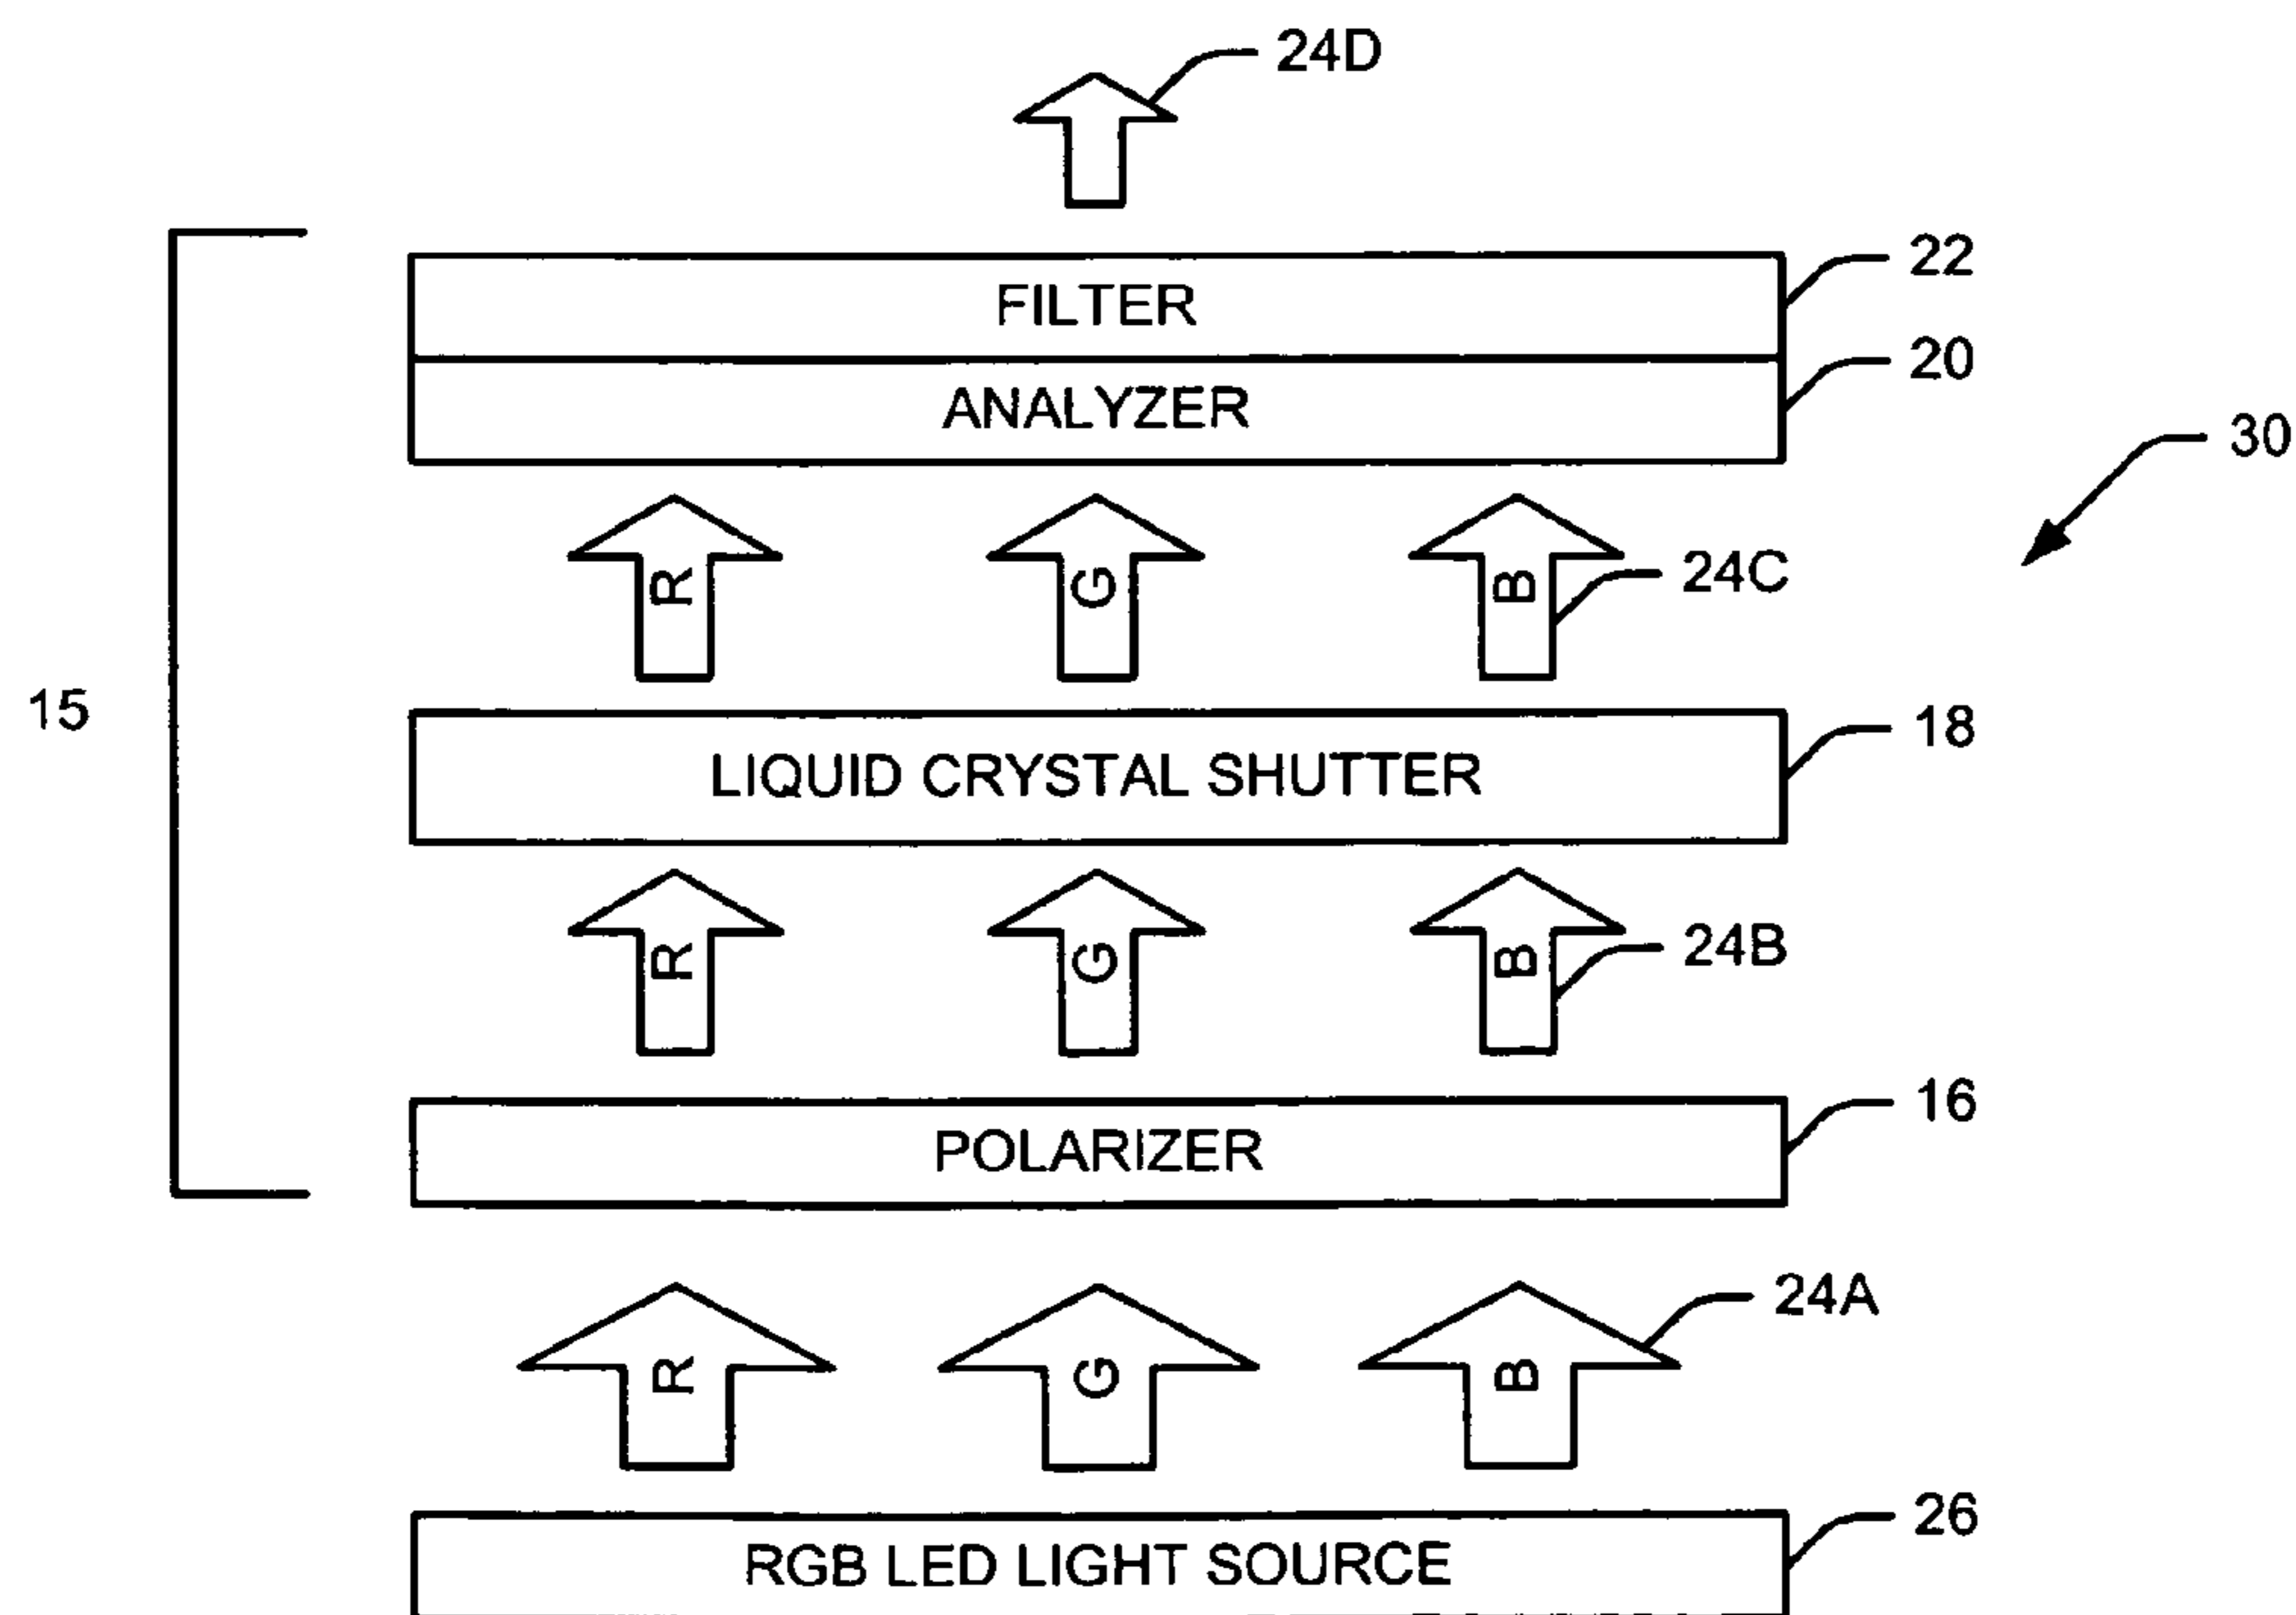 24D
FILTER
22
ANALYZER
20
30
R
G
B
24C
15
LIQUID CRYSTAL SHUTTER
18
R
G
B
24B
POLARIZER
16
R
G
B
24A
RGB LED LIGHT SOURCE
26